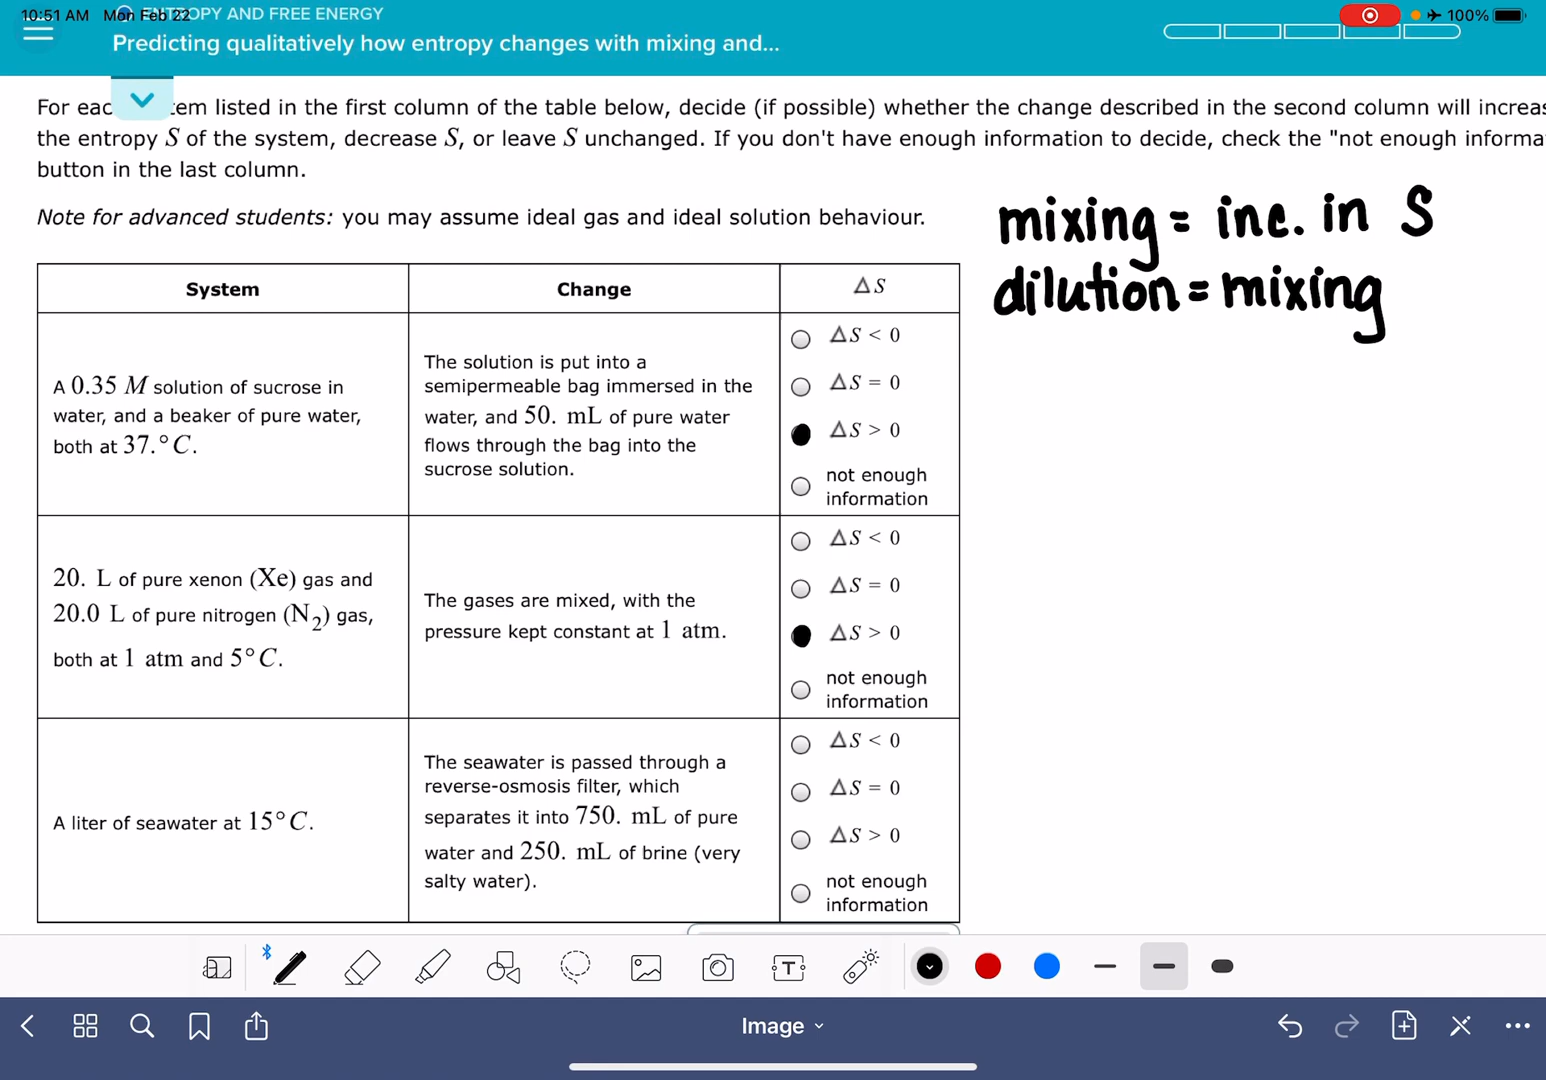 10:51 AM Mon Feb 22
ENTROPY AND FREE ENERGY
100%
Predicting qualitatively how entropy changes with mixing and...
For eac tem listed in the first column of the table below, decide (if possible) whether the change described in the second column will increas
the entropy S of the system, decrease S, or leave S unchanged. If you don't have enough information to decide, check the "not enough informa
button in the last column.
Note for advanced students: you may assume ideal gas and ideal solution behaviour.
mixing = inc. in S
dilution = mixing
System
Change
ΔS
A 0.35 M solution of sucrose in
water, and a beaker of pure water,
both at 37.°C.
The solution is put into a
semipermeable bag immersed in the
water, and 50. mL of pure water
flows through the bag into the
sucrose solution.
ΔS < 0
ΔS = 0
ΔS > 0
not enough
information
20. L of pure xenon (Xe) gas and
20.0 L of pure nitrogen (N₂) gas,
both at 1 atm and 5°C.
The gases are mixed, with the
pressure kept constant at 1 atm.
ΔS < 0
ΔS = 0
ΔS > 0
not enough
information
A liter of seawater at 15°C.
The seawater is passed through a
reverse-osmosis filter, which
separates it into 750. mL of pure
water and 250. mL of brine (very
salty water).
ΔS < 0
ΔS = 0
ΔS > 0
not enough
information
Image